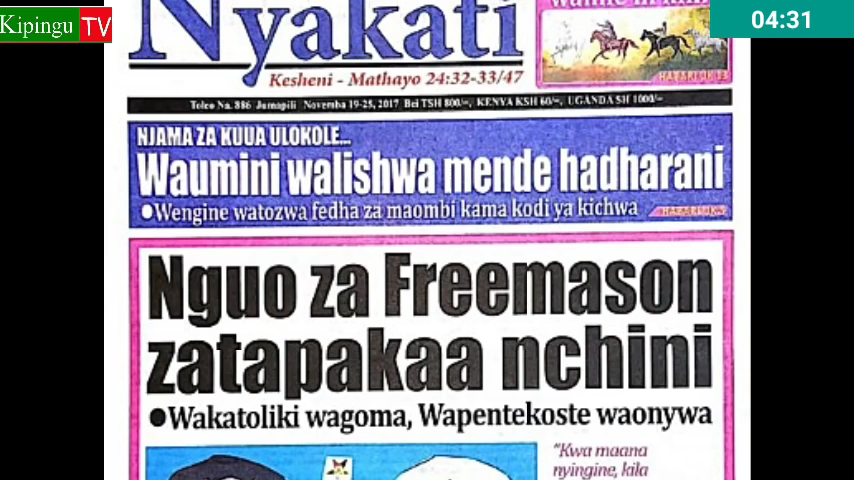 Kipingu TV
04:31
Nyakati
Kesheni - Mathayo 24:32-33/47
HABARI UK 13
Toleo Na. 886 Jumapili Novemba 19-25, 2017 Bei TSH 800/=, KENYA KSH 60/=, UGANDA SH 1000/=
NJAMA ZA KUUA ULOKOLE...
Waumini walishwa mende hadharani
●Wengine watozwa fedha za maombi kama kodi ya kichwa
Nguo za Freemason
zatapakaa nchini
●Wakatoliki wagoma, Wapentekoste waonywa
"Kwa maana
nyingine, kila